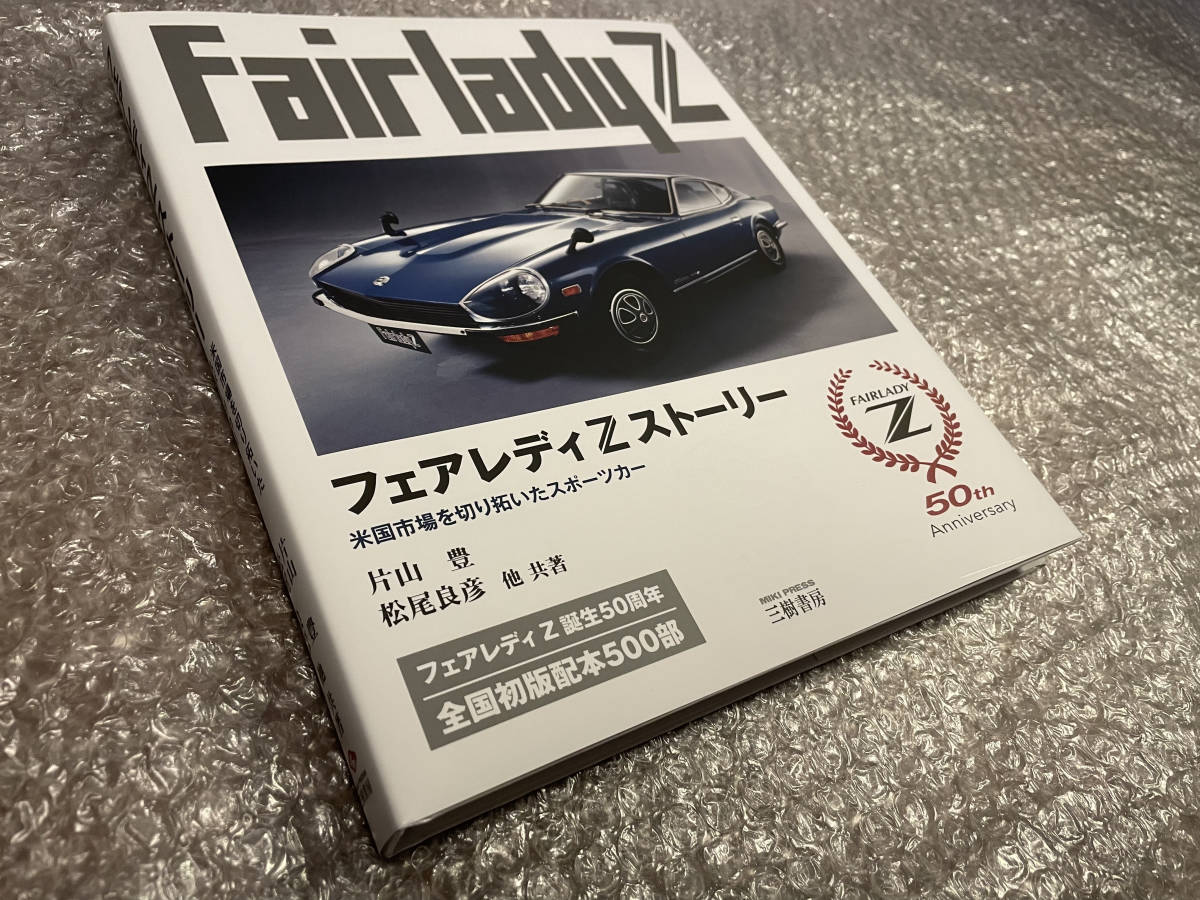 Fairlady Z
Fairlady Z
フェアレディ Z ストーリー
米国市場を切り拓いたスポーツカー
片山 豊
松尾良彦 他 共著
フェアレディ Z 誕生50周年
全国初版配本500部
FAIRLADY
Z
50th
Anniversary
MIKI PRESS
三樹書房